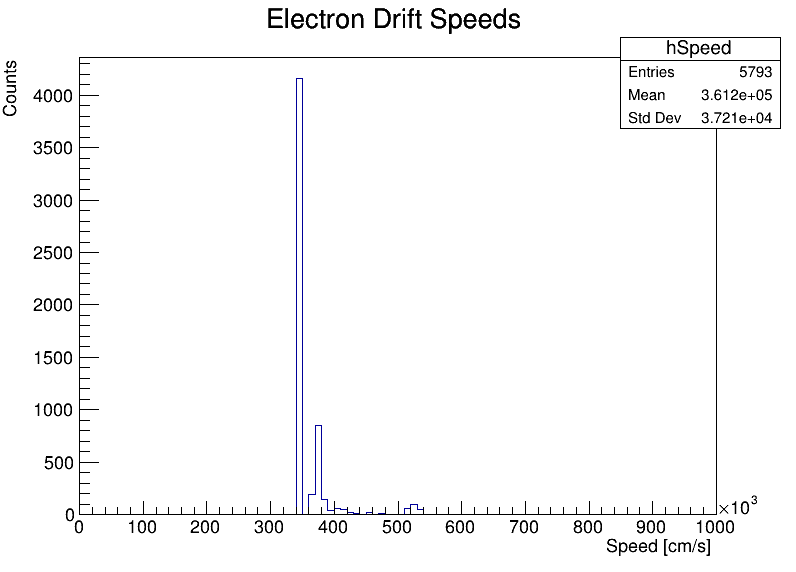 Electron Drift Speeds
hSpeed
Entries 5793
Mean 3.612e+05
Std Dev 3.721e+04
Counts
4000
3500
3000
2500
2000
1500
1000
500
0
0 100 200 300 400 500 600 700 800 900 1000
×10³
Speed [cm/s]